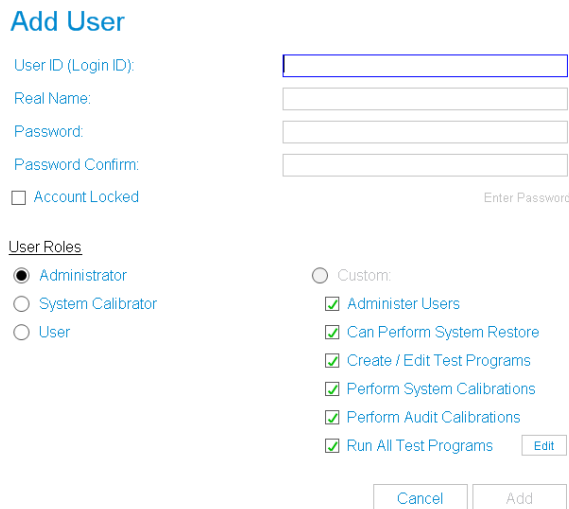 Add User
User ID (Login ID):
Real Name:
Password:
Password Confirm:
Account Locked
Enter Password
User Roles
Administrator
System Calibrator
User
Custom:
Administer Users
Can Perform System Restore
Create / Edit Test Programs
Perform System Calibrations
Perform Audit Calibrations
Run All Test Programs
Edit
Cancel
Add